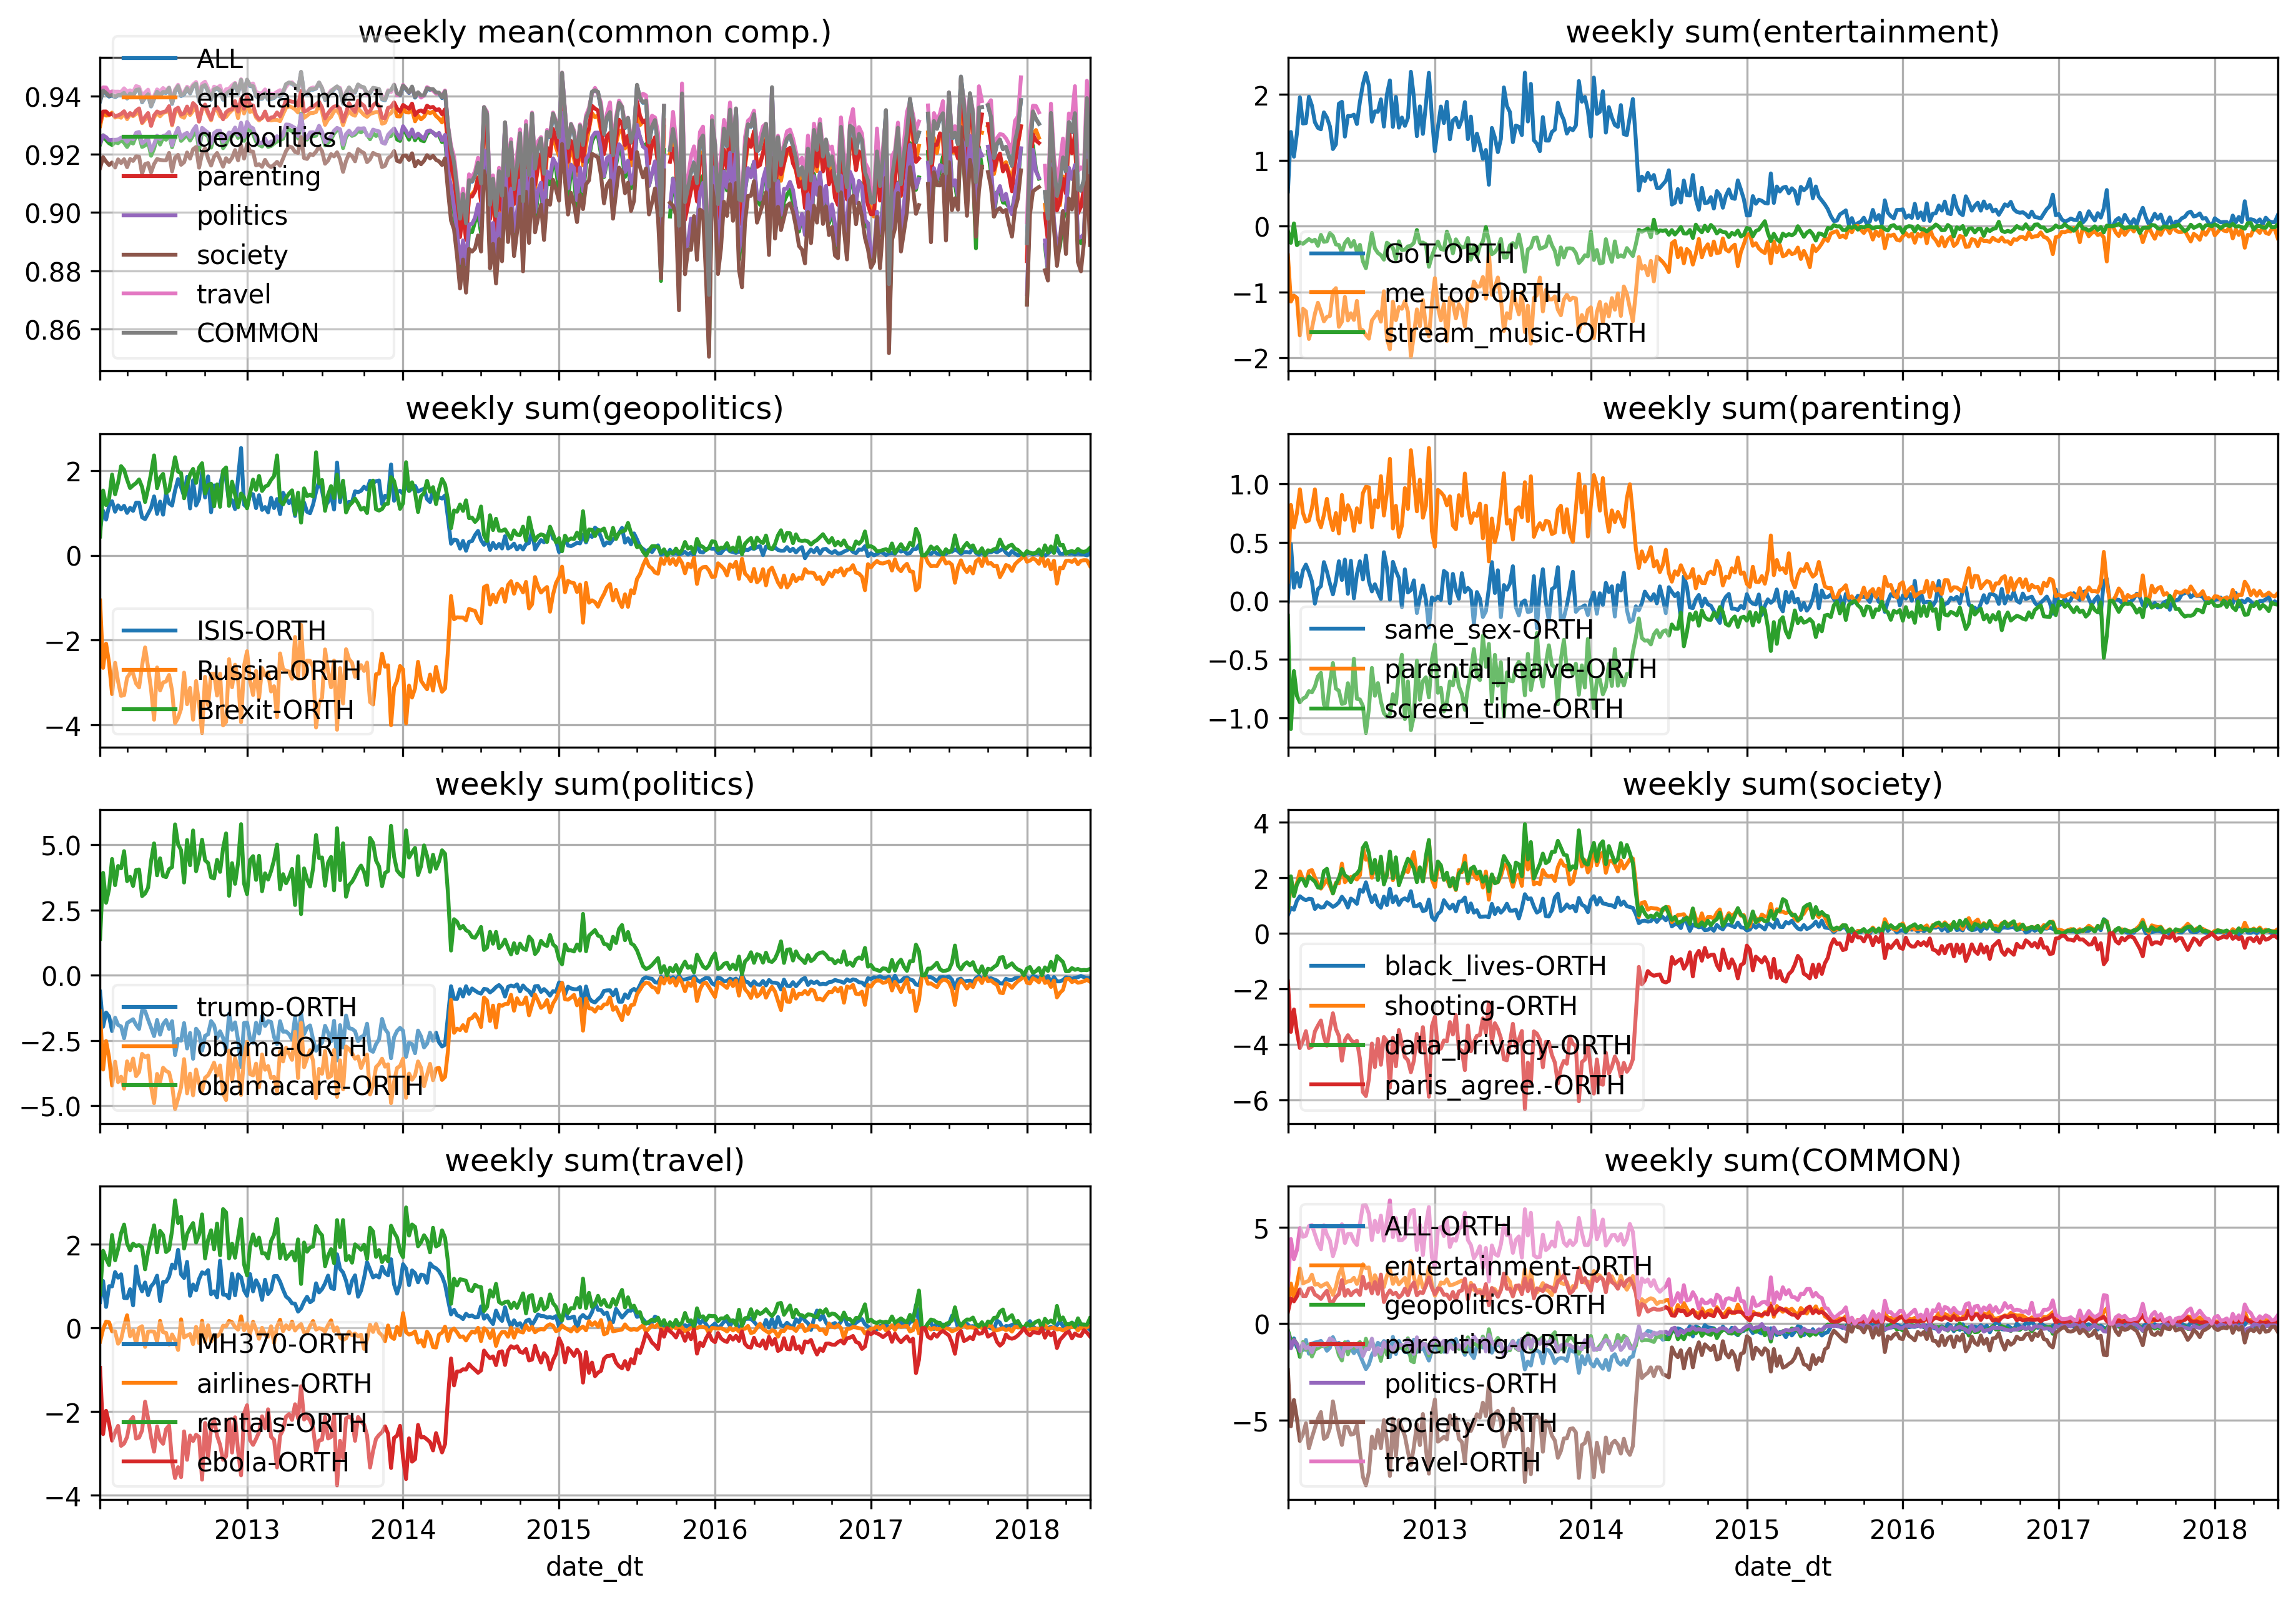 weekly mean(common comp.)
ALL
entertainment
geopolitics
parenting
politics
society
travel
COMMON
0.94
0.92
0.90
0.88
0.86
weekly sum(entertainment)
2
1
0
−1
−2
GoT-ORTH
me_too-ORTH
stream_music-ORTH
weekly sum(geopolitics)
2
0
−2
−4
ISIS-ORTH
Russia-ORTH
Brexit-ORTH
weekly sum(parenting)
1.0
0.5
0.0
−0.5
−1.0
same_sex-ORTH
parental_leave-ORTH
screen_time-ORTH
weekly sum(politics)
5.0
2.5
0.0
−2.5
−5.0
trump-ORTH
obama-ORTH
obamacare-ORTH
weekly sum(society)
4
2
0
−2
−4
−6
black_lives-ORTH
shooting-ORTH
data_privacy-ORTH
paris_agree.-ORTH
weekly sum(travel)
2
0
−2
−4
MH370-ORTH
airlines-ORTH
rentals-ORTH
ebola-ORTH
2013 2014 2015 2016 2017 2018
date_dt
weekly sum(COMMON)
5
0
−5
ALL-ORTH
entertainment-ORTH
geopolitics-ORTH
parenting-ORTH
politics-ORTH
society-ORTH
travel-ORTH
2013 2014 2015 2016 2017 2018
date_dt